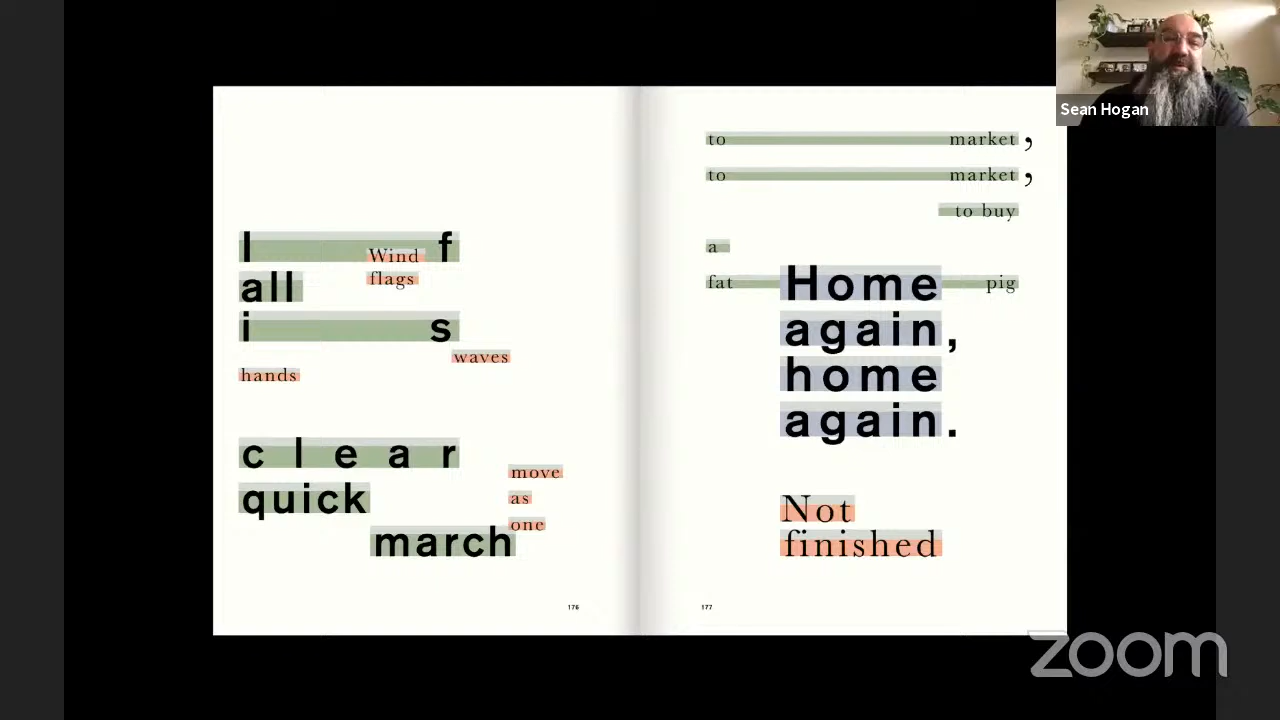 Sean Hogan
I f
Wind
all
flags
i s
waves
hands
c l e a r
move
quick
as
one
march
176
to market,
to market,
to buy
a
fat pig
Home
again,
home
again.
Not
finished
177
zoom